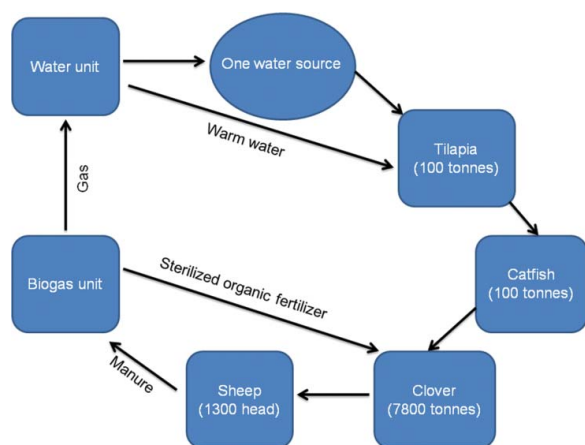 Water unit
One water source
Warm water
Tilapia
(100 tonnes)
Gas
Catfish
(100 tonnes)
Biogas unit
Sterilized organic fertilizer
Manure
Sheep
(1300 head)
Clover
(7800 tonnes)